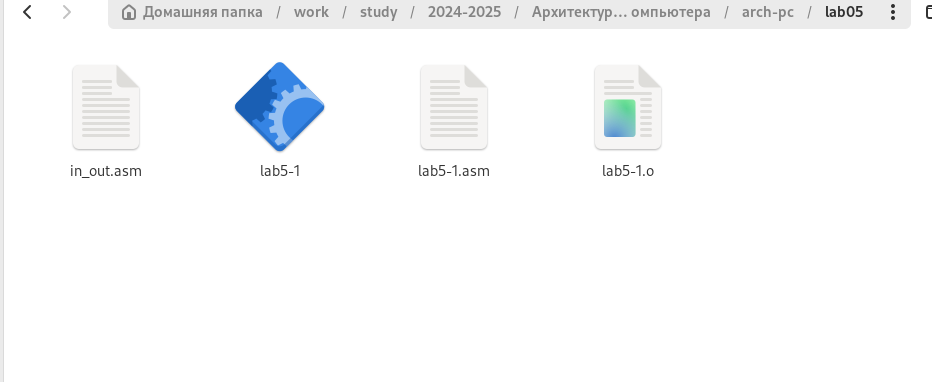 Домашняя папка / work / study / 2024-2025 / Архитектур… омпьютера / arch-pc / lab05
in_out.asm lab5-1 lab5-1.asm lab5-1.o